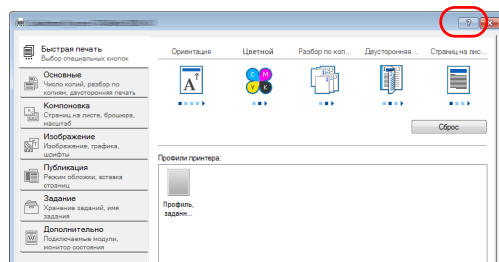 ?
Быстрая печать
Выбор специальных кнопок
Основные
Число копий, разбор по
копиям, двусторонняя печать
Компоновка
Страниц на листе, брошюра,
масштаб
Изображение
Изображение, графика,
шрифты
Публикация
Режим обложки, вставка
страниц
Задание
Хранение заданий, имя
задания
Дополнительно
Подключаемые модули,
монитор состояния
Ориентация
Цветной
Разбор по коп...
Двусторонняя ...
Страниц на лис...
A
C M
Y K
Сброс
Профили принтера:
Профиль,
заданн...